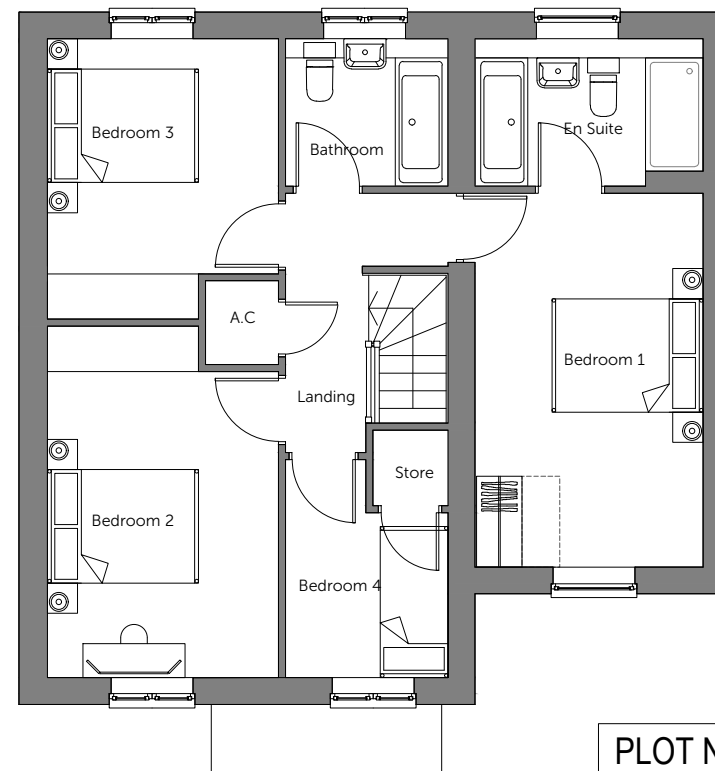 Bedroom 3
Bathroom
En Suite
A.C
Bedroom 1
Landing
Store
Bedroom 2
Bedroom 4
PLOT N